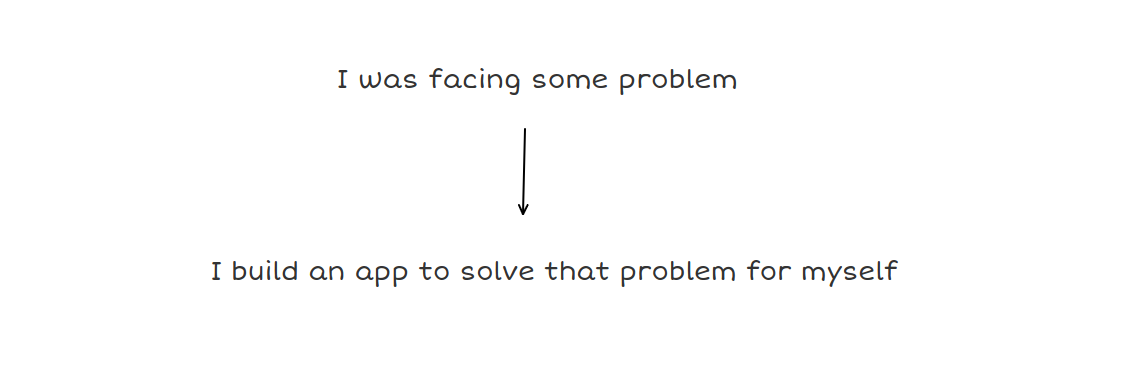 I was facing some problem
I build an app to solve that problem for myself